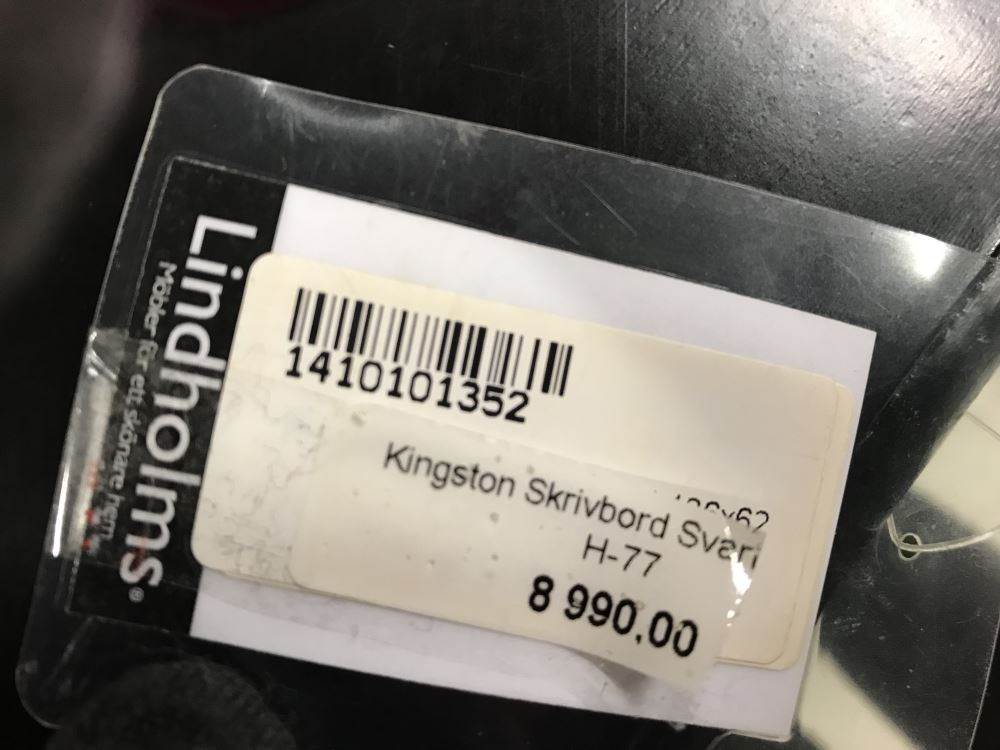 Lindholms®
Möbler för ett skönare hem
1410101352
Kingston Skrivbord Svart
H-77
8 990,00